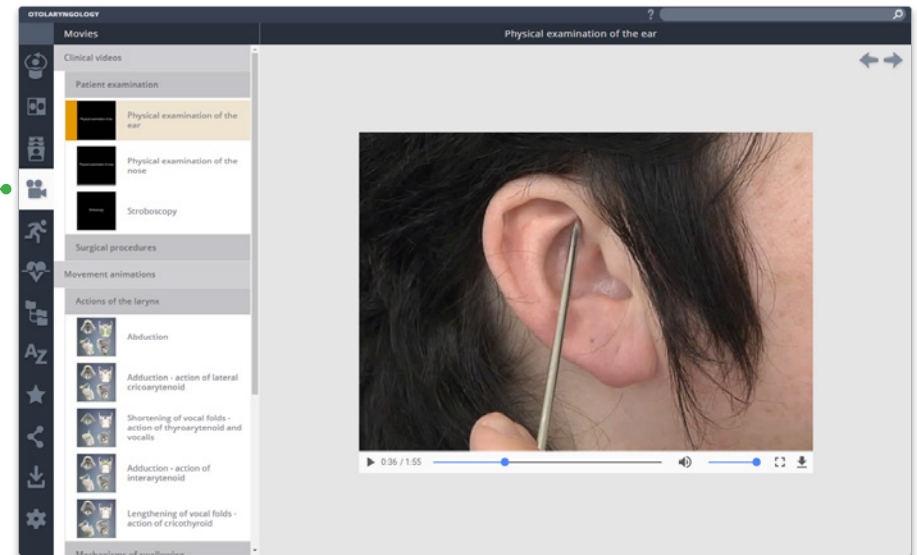 OTOLARYNGOLOGY
?
Movies
Physical examination of the ear
Clinical videos
Patient examination
Physical examination of the
ear
Physical examination of the
nose
Stroboscopy
Surgical procedures
Movement animations
Actions of the larynx
Abduction
Adduction - action of lateral
cricoarytenoid
Shortening of vocal folds -
action of thyroarytenoid and
vocalis
Adduction - action of
interarytenoid
Lengthening of vocal folds -
action of cricothyroid
AZ
0:36 / 1:55